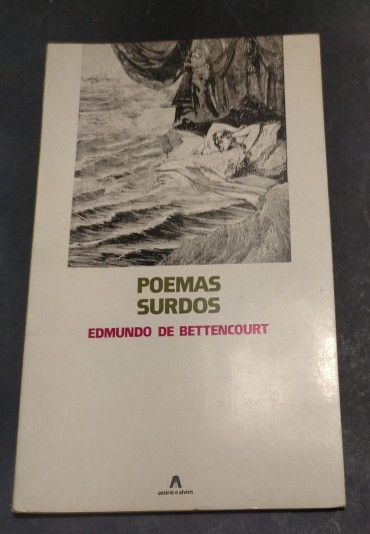 POEMAS
SURDOS
EDMUNDO DE BETTENCOURT
assírio e alvim